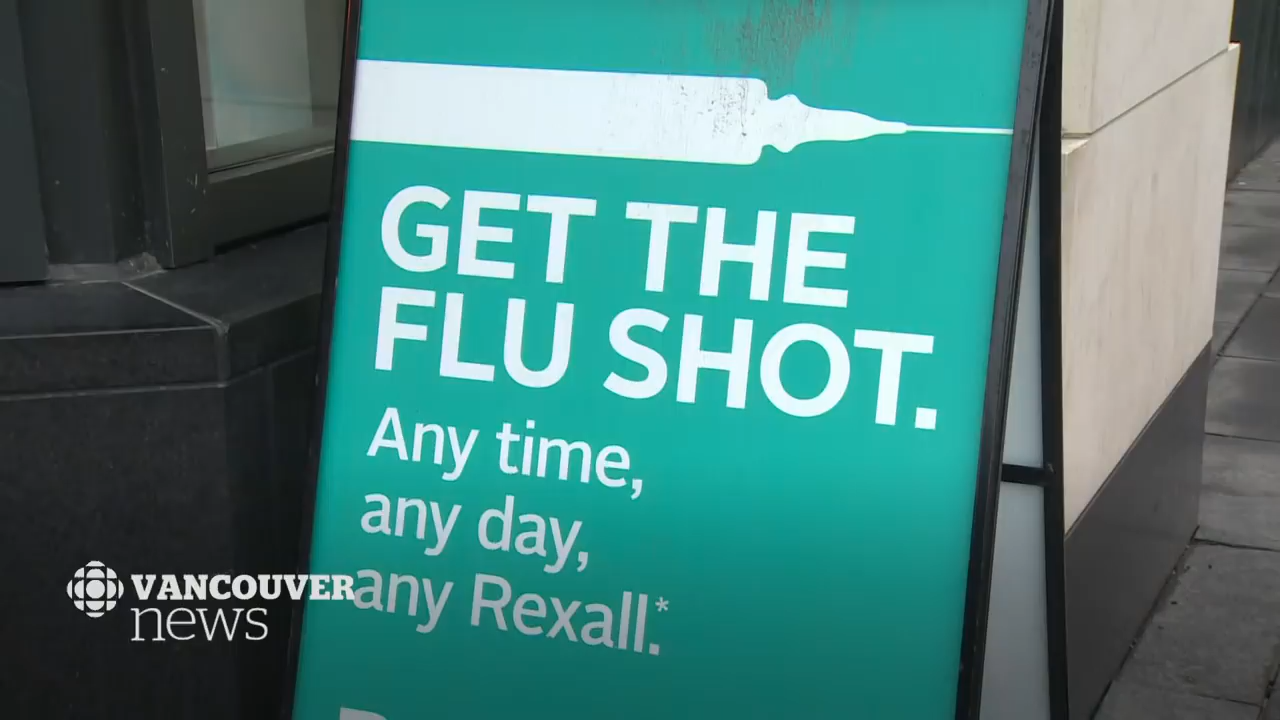 GET THE
FLU SHOT.
Any time,
any day,
any Rexall.*
VANCOUVER
news